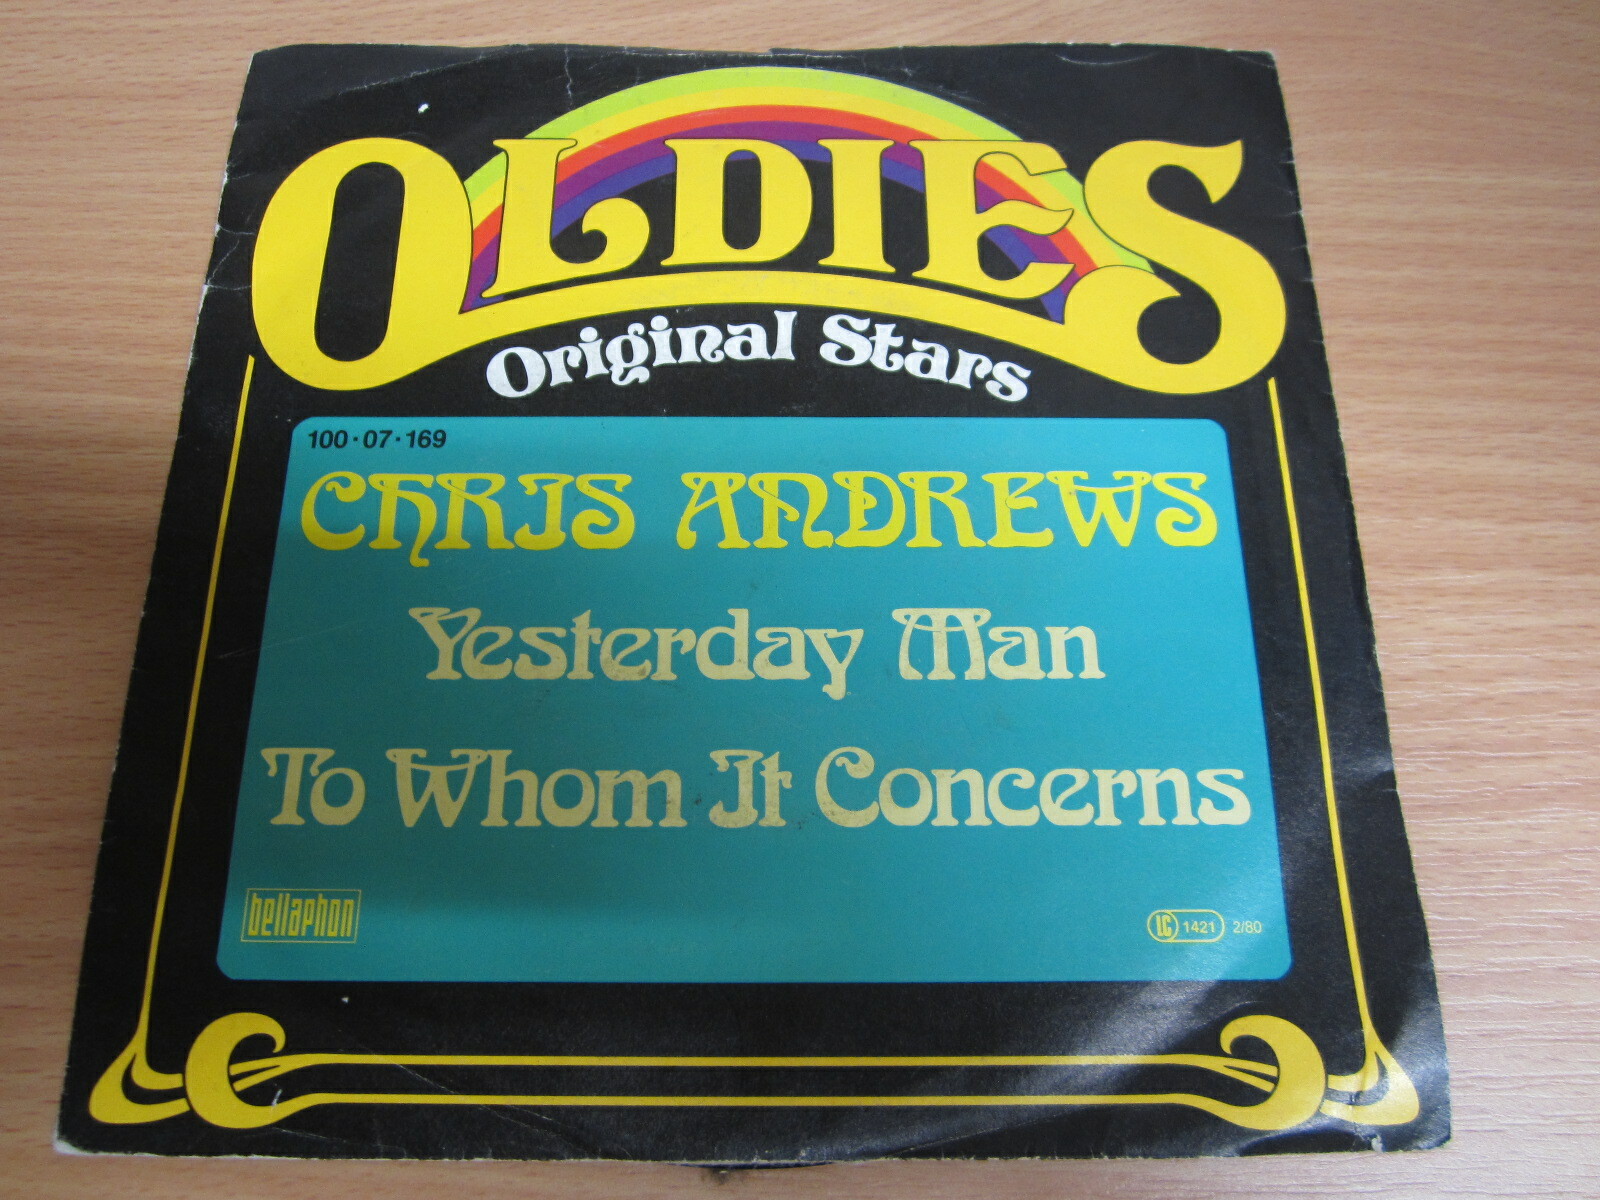 OLDIES
Original Stars
100·07·169
CHRIS ANDREWS
Yesterday Man
To Whom It Concerns
bellaphon
LC 1421 2/80